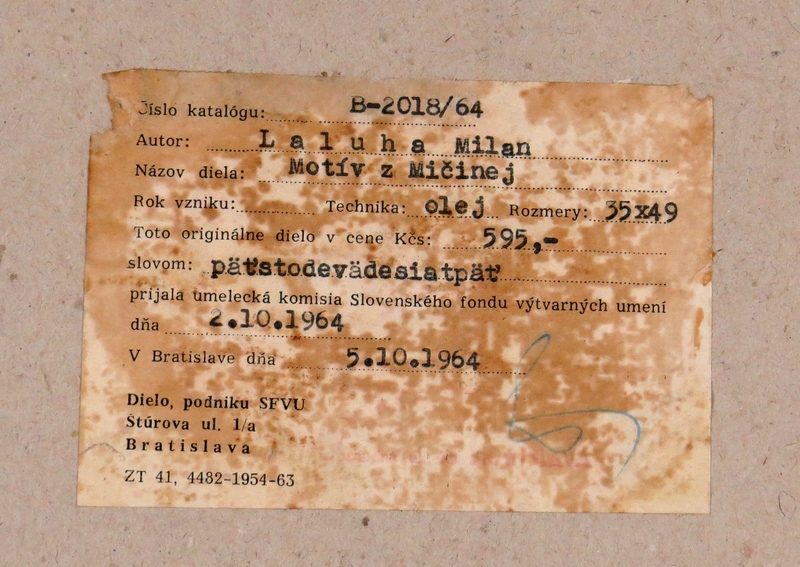 Číslo katalógu: B-2018/64
Autor: Laluha Milan
Názov diela: Motív z Mičinej
Rok vzniku: Technika: olej Rozmery: 35x49
Toto originálne dielo v cene Kčs: 595,-
slovom: päťstodevädesiatpäť
prijala umelecká komisia Slovenského fondu výtvarných umení
dňa 2.10.1964
V Bratislave dňa 5.10.1964
Dielo, podniku SFVU
Štúrova ul. 1/a
Bratislava
ZT 41, 4482-1954-63